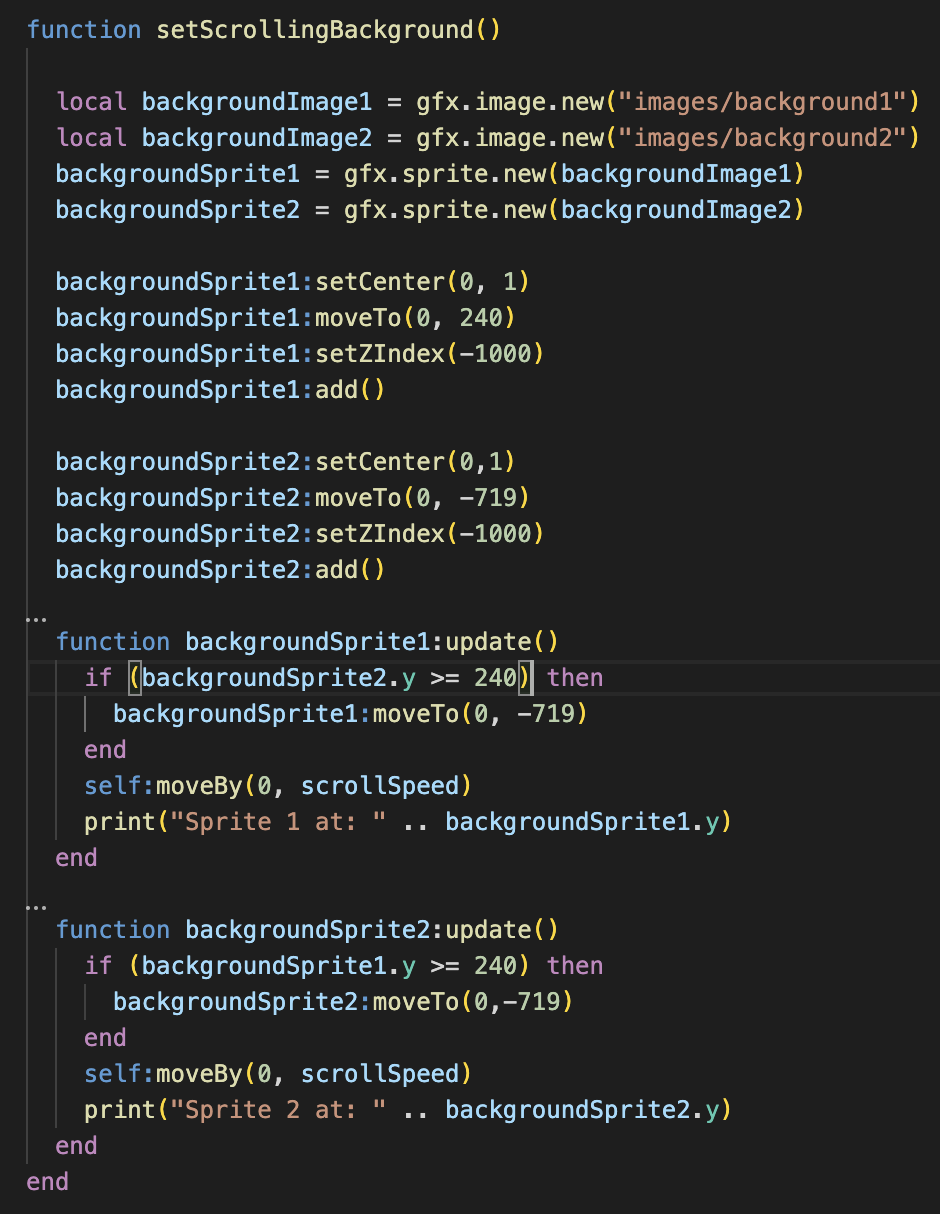 function setScrollingBackground()
local backgroundImage1 = gfx.image.new("images/background1")
local backgroundImage2 = gfx.image.new("images/background2")
backgroundSprite1 = gfx.sprite.new(backgroundImage1)
backgroundSprite2 = gfx.sprite.new(backgroundImage2)
backgroundSprite1:setCenter(0, 1)
backgroundSprite1:moveTo(0, 240)
backgroundSprite1:setZIndex(-1000)
backgroundSprite1:add()
backgroundSprite2:setCenter(0,1)
backgroundSprite2:moveTo(0, -719)
backgroundSprite2:setZIndex(-1000)
backgroundSprite2:add()
...
function backgroundSprite1:update()
if (backgroundSprite2.y >= 240) then
backgroundSprite1:moveTo(0, -719)
end
self:moveBy(0, scrollSpeed)
print("Sprite 1 at: " .. backgroundSprite1.y)
end
...
function backgroundSprite2:update()
if (backgroundSprite1.y >= 240) then
backgroundSprite2:moveTo(0,-719)
end
self:moveBy(0, scrollSpeed)
print("Sprite 2 at: " .. backgroundSprite2.y)
end
end